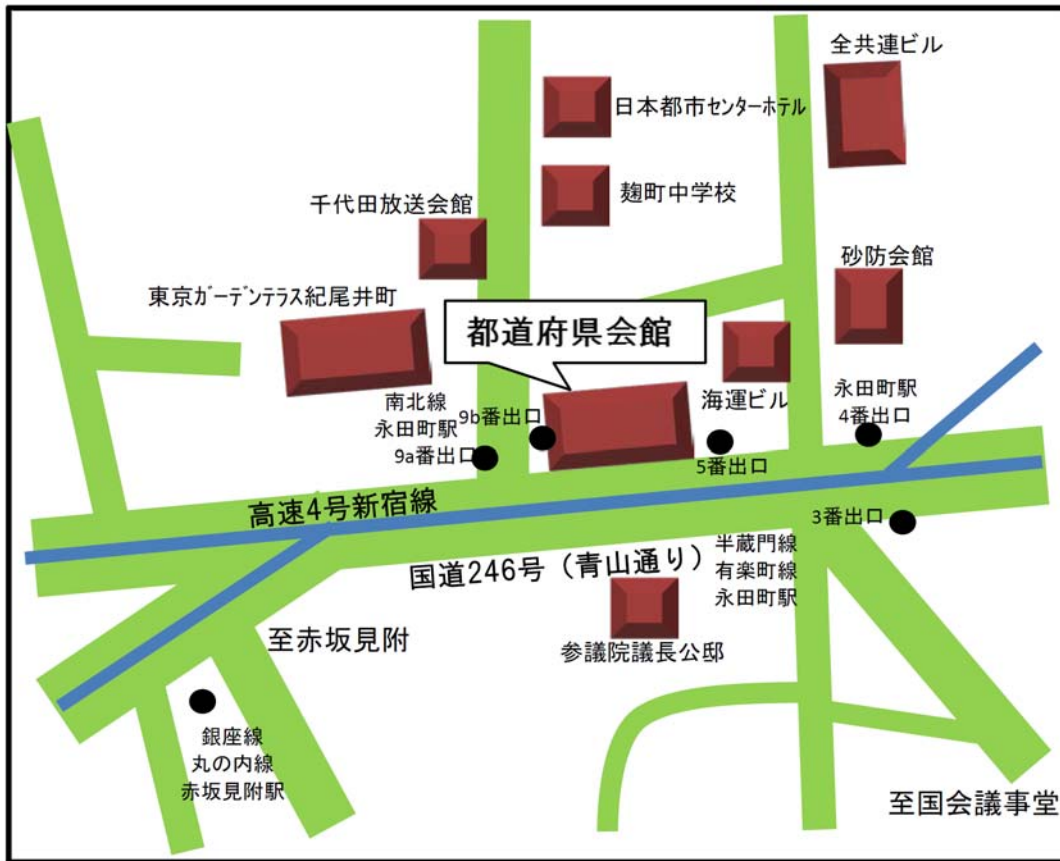 全共連ビル
日本都市センターホテル
麹町中学校
千代田放送会館
砂防会館
東京ｶﾞｰﾃﾞﾝﾃﾗｽ紀尾井町
都道府県会館
海運ビル
永田町駅
4番出口
南北線
永田町駅
9a番出口
9b番出口
5番出口
高速4号新宿線
3番出口
国道246号（青山通り）
半蔵門線
有楽町線
永田町駅
参議院議長公邸
至赤坂見附
銀座線
丸の内線
赤坂見附駅
至国会議事堂